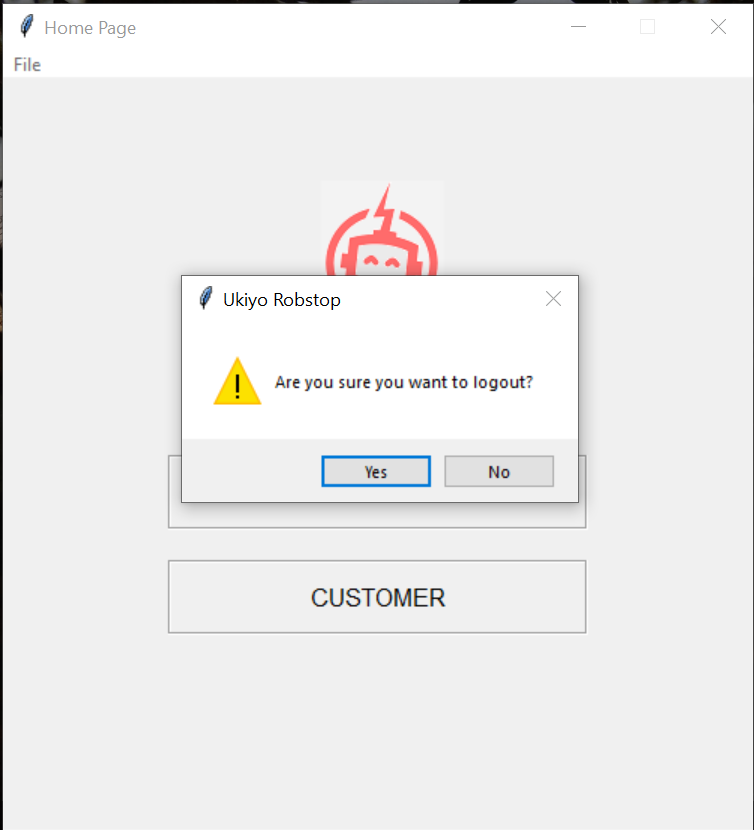 Home Page
File
Ukiyo Robstop
Are you sure you want to logout?
Yes
No
CUSTOMER